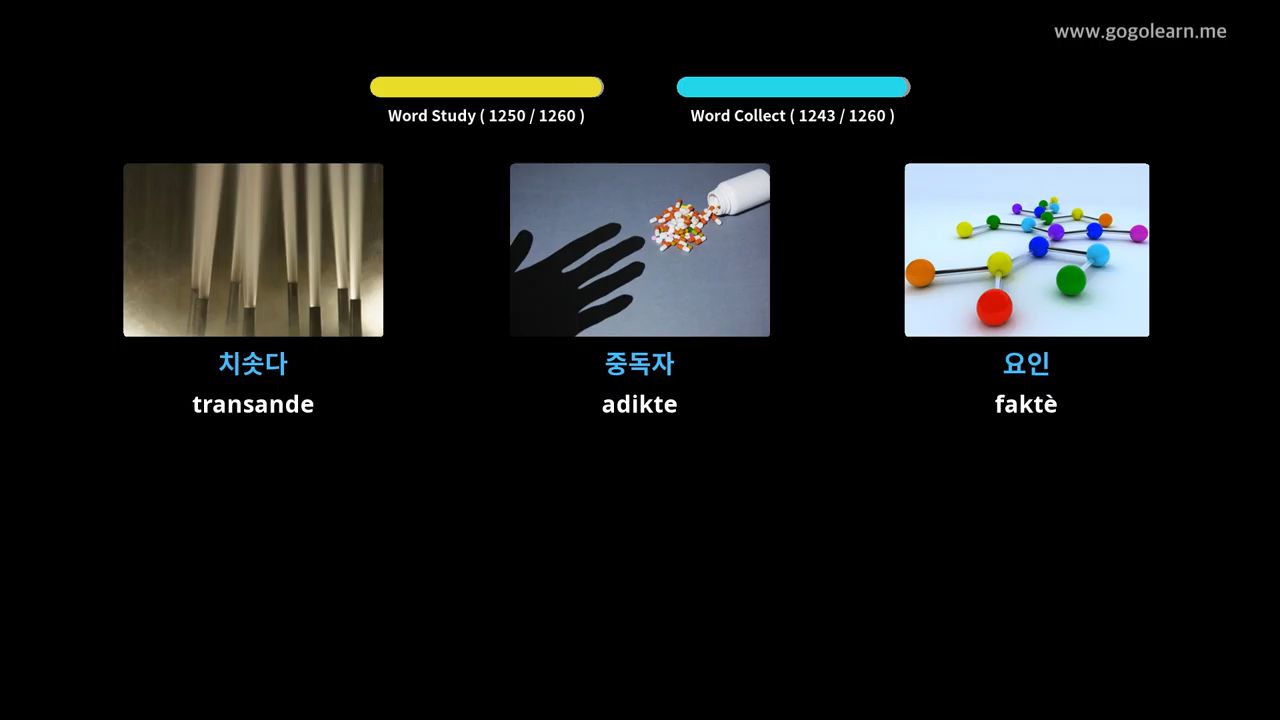 www.gogolearn.me
Word Study ( 1250 / 1260 )
Word Collect ( 1243 / 1260 )
치솟다
중독자
요인
transande
adikte
faktè